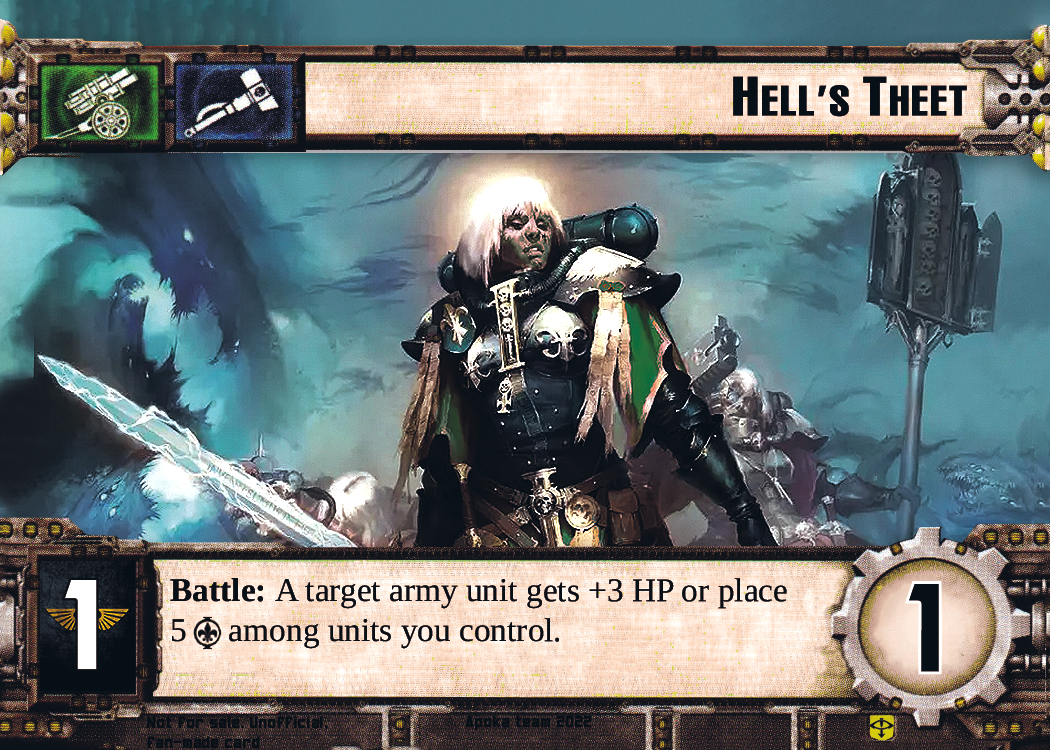 HELL'S THEET
1
Battle: A target army unit gets +3 HP or place
5 among units you control.
1
Not for sale. Unofficial.
Fan-made card
Apoka team 2022